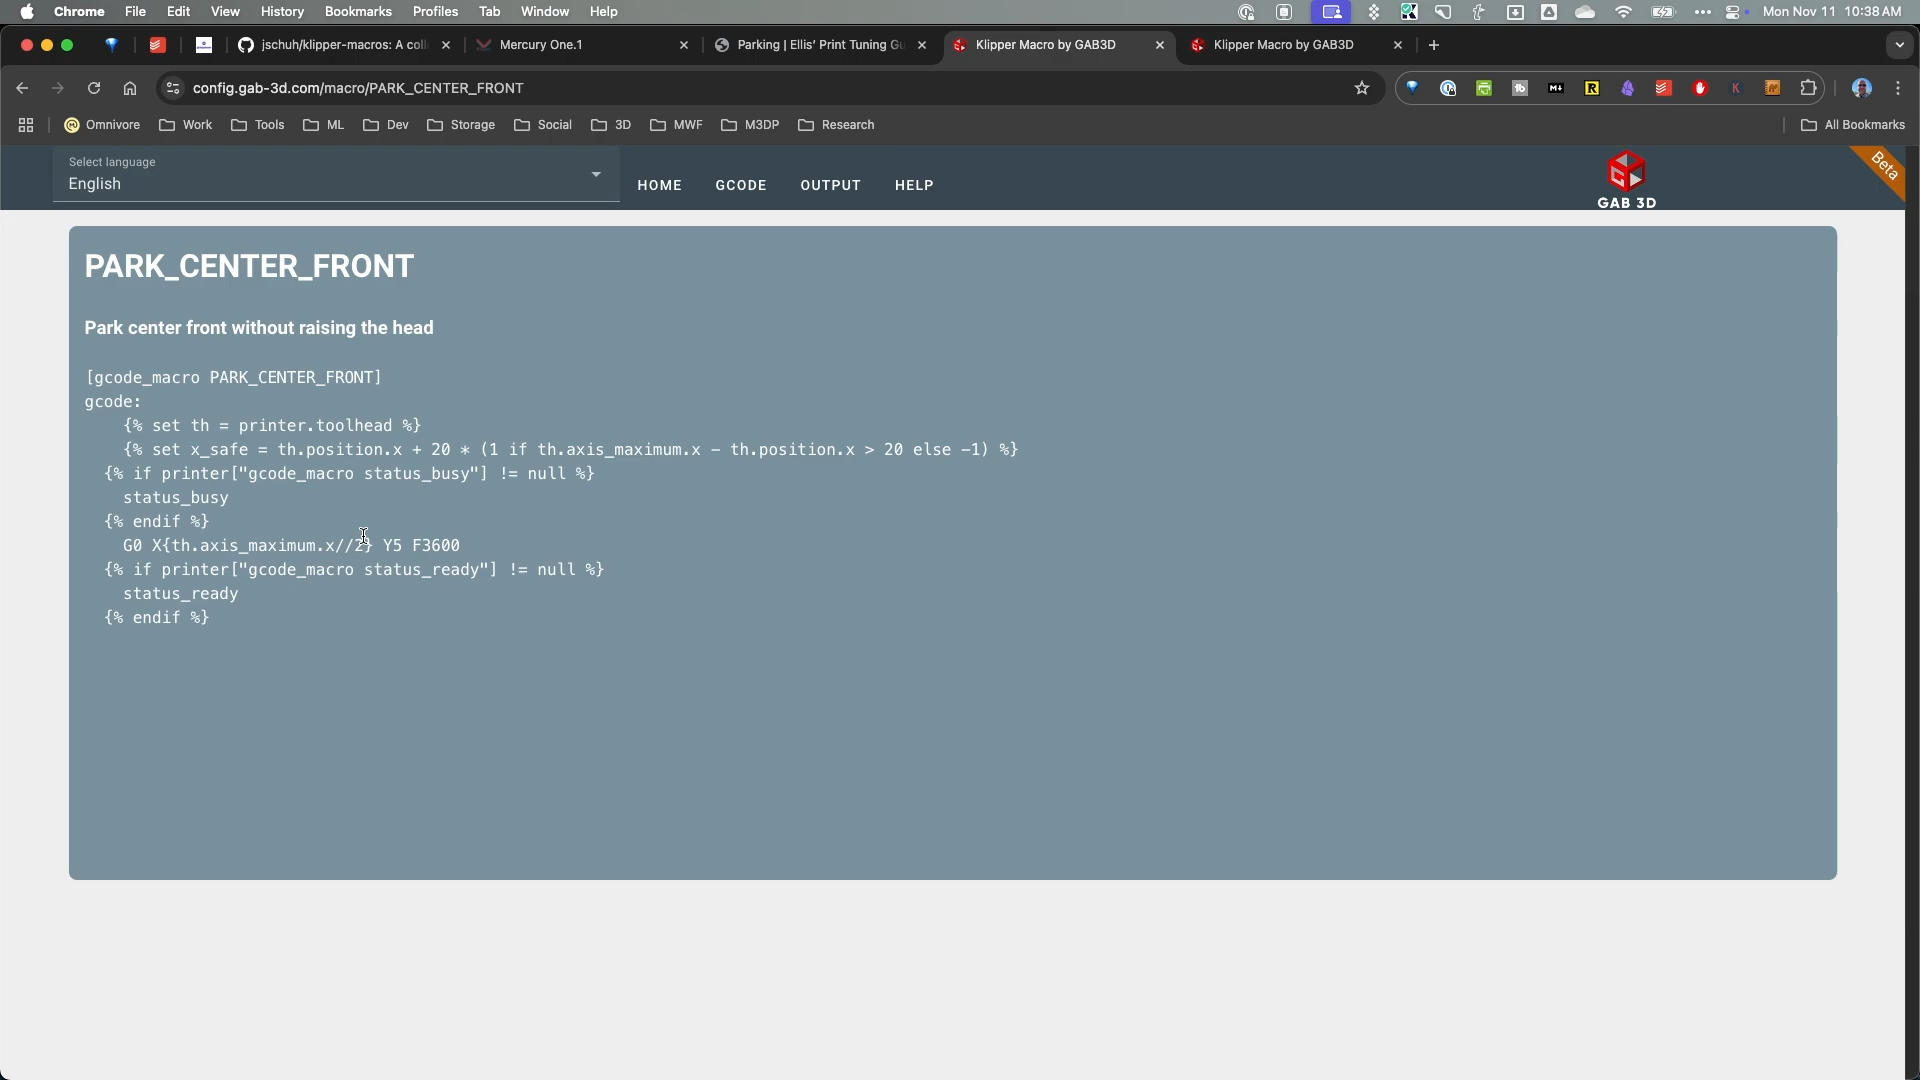 Chrome File Edit View History Bookmarks Profiles Tab Window Help Mon Nov 11 10:38 AM
jschuh/klipper-macros: A coll Mercury One.1 Parking | Ellis' Print Tuning Gu Klipper Macro by GAB3D Klipper Macro by GAB3D
config.gab-3d.com/macro/PARK_CENTER_FRONT
Omnivore Work Tools ML Dev Storage Social 3D MWF M3DP Research All Bookmarks
Select language
English
HOME GCODE OUTPUT HELP
GAB 3D
Beta
PARK_CENTER_FRONT
Park center front without raising the head
[gcode_macro PARK_CENTER_FRONT]
gcode:
{% set th = printer.toolhead %}
{% set x_safe = th.position.x + 20 * (1 if th.axis_maximum.x - th.position.x > 20 else -1) %}
{% if printer["gcode_macro status_busy"] != null %}
status_busy
{% endif %}
G0 X{th.axis_maximum.x//2} Y5 F3600
{% if printer["gcode_macro status_ready"] != null %}
status_ready
{% endif %}